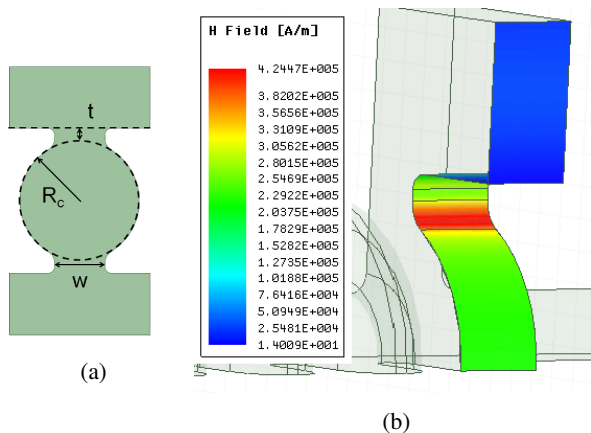 t
R_c
w
(a)
H Field [A/m]
4.2447E+005
3.8202E+005
3.5656E+005
3.3109E+005
3.0562E+005
2.8015E+005
2.5469E+005
2.2922E+005
2.0375E+005
1.7829E+005
1.5282E+005
1.2735E+005
1.0188E+005
7.6416E+004
5.0949E+004
2.5481E+004
1.4009E+001
(b)